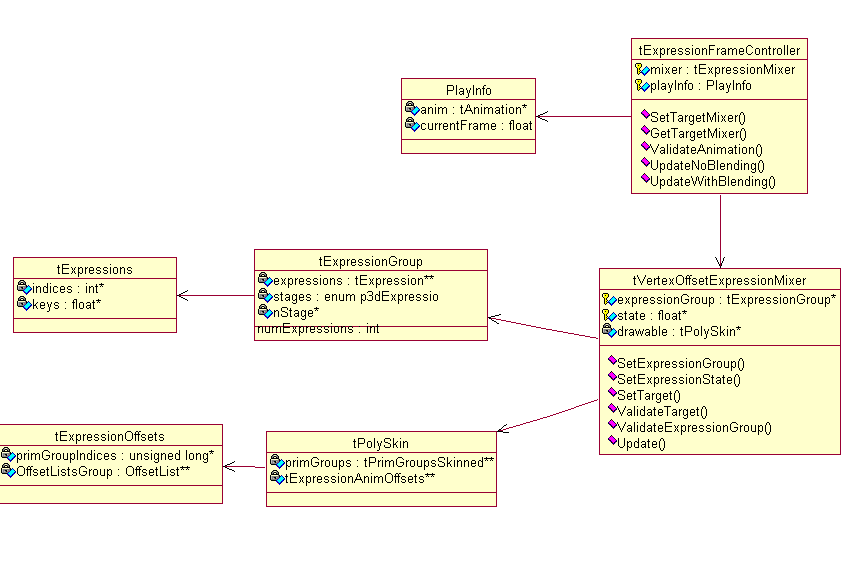 tExpressionFrameController
mixer : tExpressionMixer
playInfo : PlayInfo
SetTargetMixer()
GetTargetMixer()
ValidateAnimation()
UpdateNoBlending()
UpdateWithBlending()
PlayInfo
anim : tAnimation*
currentFrame : float
tExpressions
indices : int*
keys : float*
tExpressionGroup
expressions : tExpression**
stages : enum p3dExpressio
nStage*
numExpressions : int
tVertexOffsetExpressionMixer
expressionGroup : tExpressionGroup*
state : float*
drawable : tPolySkin*
SetExpressionGroup()
SetExpressionState()
SetTarget()
ValidateTarget()
ValidateExpressionGroup()
Update()
tExpressionOffsets
primGroupIndices : unsigned long*
OffsetListsGroup : OffsetList**
tPolySkin
primGroups : tPrimGroupsSkinned**
tExpressionAnimOffsets**